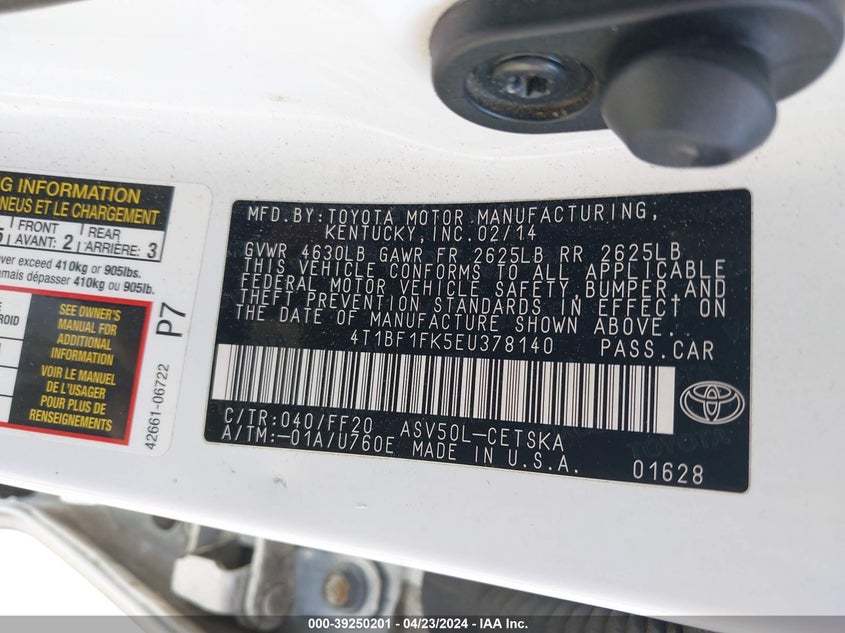 NG INFORMATION
NEUS ET LE CHARGEMENT
5 FRONT AVANT: 2 REAR ARRIÈRE: 3
ver exceed 410kg or 905lbs.
amais dépasser 410kg ou 905lb.
ROID
SEE OWNER'S
MANUAL FOR
ADDITIONAL
INFORMATION
VOIR LE MANUEL
DE L'USAGER
POUR PLUS DE
RENSEIGNEMENTS
42661-06722 P7
MFD.BY:TOYOTA MOTOR MANUFACTURING,
KENTUCKY,INC.02/14
GVWR 4630LB GAWR FR 2625LB RR 2625LB
THIS VEHICLE CONFORMS TO ALL APPLICABLE
FEDERAL MOTOR VEHICLE SAFETY,BUMPER,AND
THEFT PREVENTION STANDARDS IN EFFECT ON
THE DATE OF MANUFACTURE SHOWN ABOVE.
4T1BF1FK5EU378140 PASS.CAR
C/TR:040/FF20 ASV50L-CETSKA
A/TM:-01A/U760E MADE IN U.S.A.
01628
TOYOTA
000-39250201 - 04/23/2024 - IAA Inc.